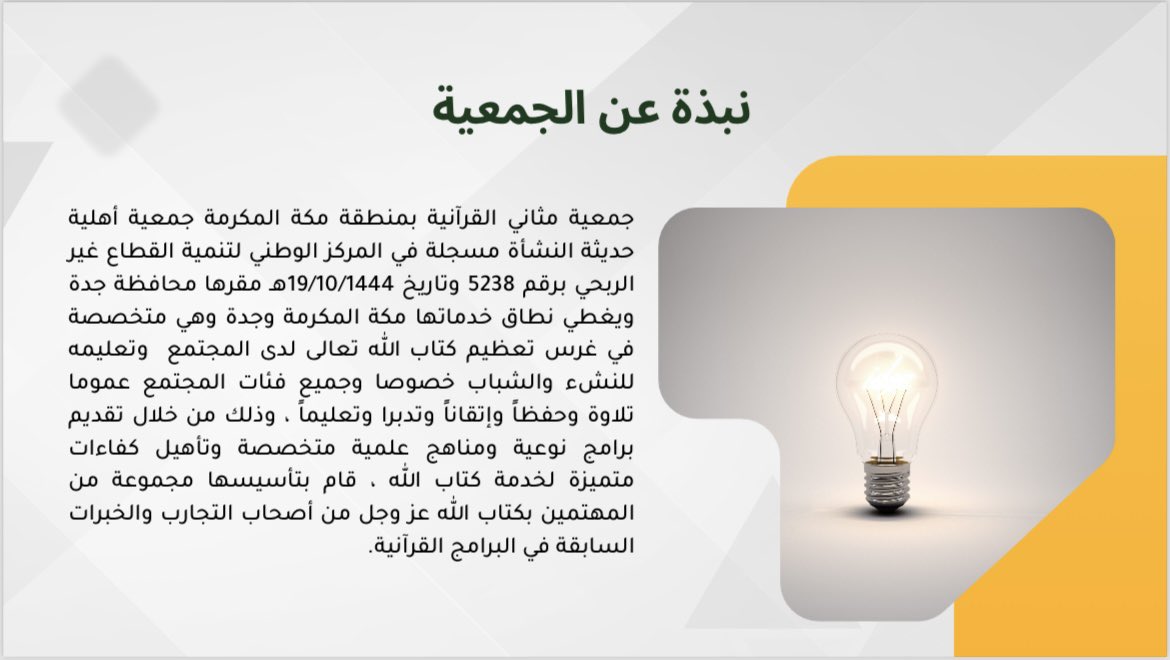 نبذة عن الجمعية
جمعية مثاني القرآنية بمنطقة مكة المكرمة جمعية أهلية
حديثة النشأة مسجلة في المركز الوطني لتنمية القطاع غير
الربحي برقم 5238 وتاريخ 19/10/1444هـ مقرها محافظة جدة
ويغطي نطاق خدماتها مكة المكرمة وجدة وهي متخصصة
في غرس تعظيم كتاب الله تعالى لدى المجتمع وتعليمه
للنشء والشباب خصوصا وجميع فئات المجتمع عموما
تلاوة وحفظاً وإتقاناً وتدبرا وتعليماً ، وذلك من خلال تقديم
برامج نوعية ومناهج علمية متخصصة وتأهيل كفاءات
متميزة لخدمة كتاب الله ، قام بتأسيسها مجموعة من
المهتمين بكتاب الله عز وجل من أصحاب التجارب والخبرات
السابقة في البرامج القرآنية.